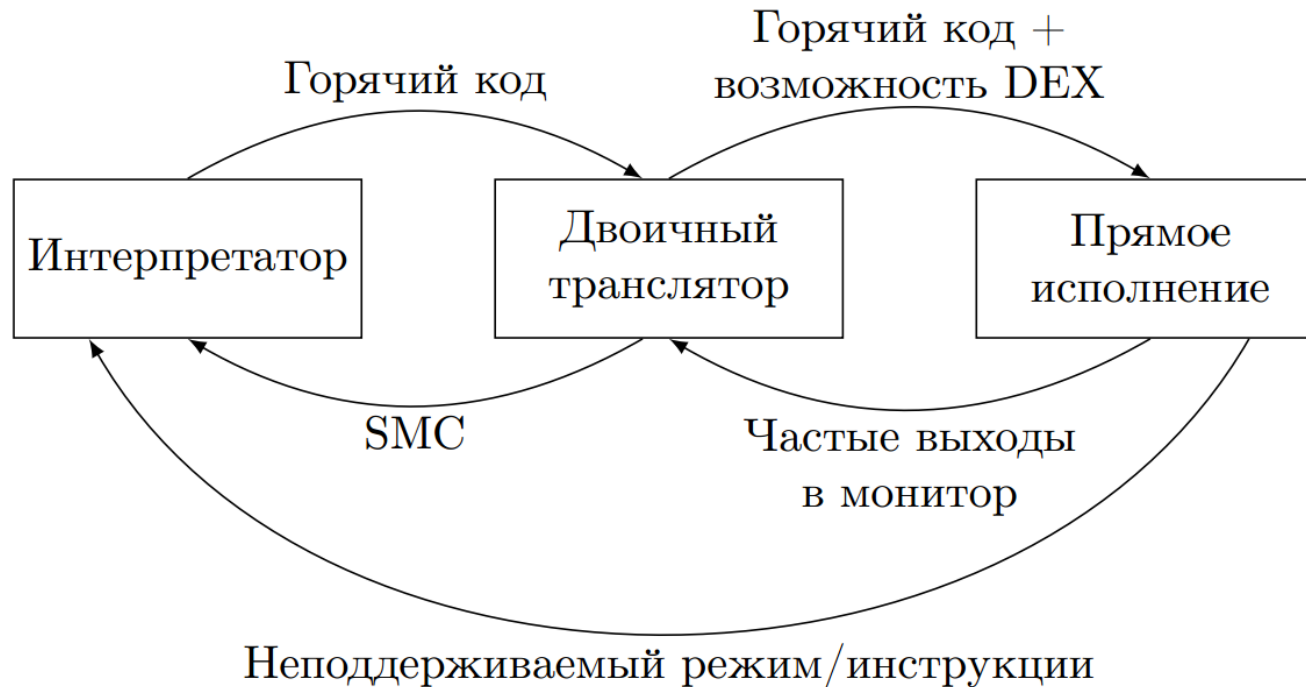 Горячий код
Горячий код +
возможность DEX
Интерпретатор
Двоичный
транслятор
Прямое
исполнение
SMC
Частые выходы
в монитор
Неподдерживаемый режим/инструкции